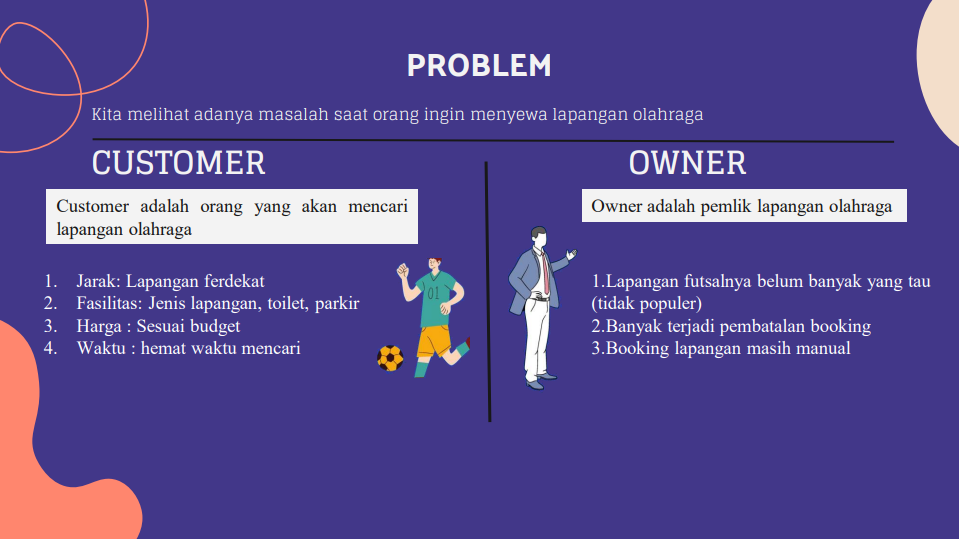 PROBLEM
Kita melihat adanya masalah saat orang ingin menyewa lapangan olahraga
CUSTOMER
Customer adalah orang yang akan mencari
lapangan olahraga
1. Jarak: Lapangan ferdekat
2. Fasilitas: Jenis lapangan, toilet, parkir
3. Harga : Sesuai budget
4. Waktu : hemat waktu mencari
01
OWNER
Owner adalah pemlik lapangan olahraga
1.Lapangan futsalnya belum banyak yang tau
(tidak populer)
2.Banyak terjadi pembatalan booking
3.Booking lapangan masih manual